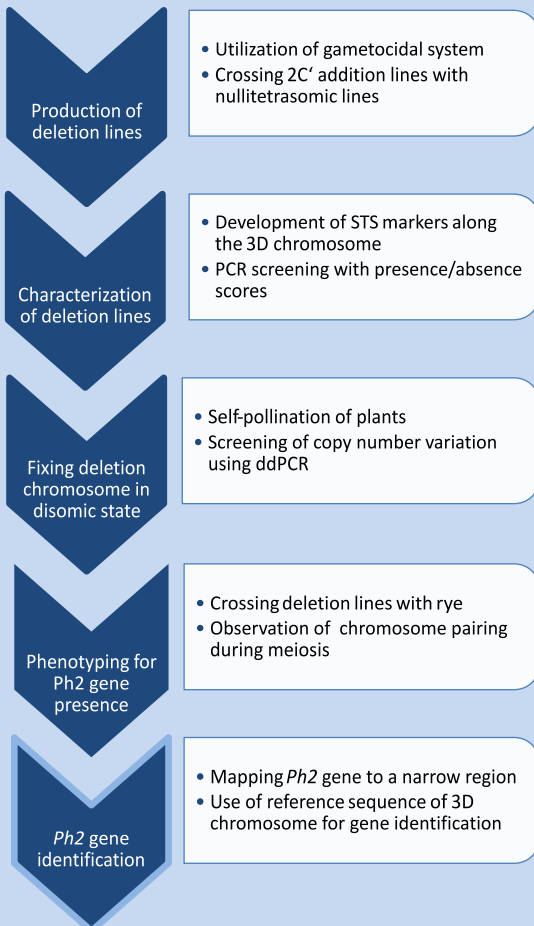 Production of
deletion lines
• Utilization of gametocidal system
• Crossing 2C‘ addition lines with
nullitetrasomic lines
Characterization
of deletion lines
• Development of STS markers along
the 3D chromosome
• PCR screening with presence/absence
scores
Fixing deletion
chromosome in
disomic state
• Self-pollination of plants
• Screening of copy number variation
using ddPCR
Phenotyping for
Ph2 gene
presence
• Crossing deletion lines with rye
• Observation of chromosome pairing
during meiosis
Ph2 gene
identification
• Mapping Ph2 gene to a narrow region
• Use of reference sequence of 3D
chromosome for gene identification